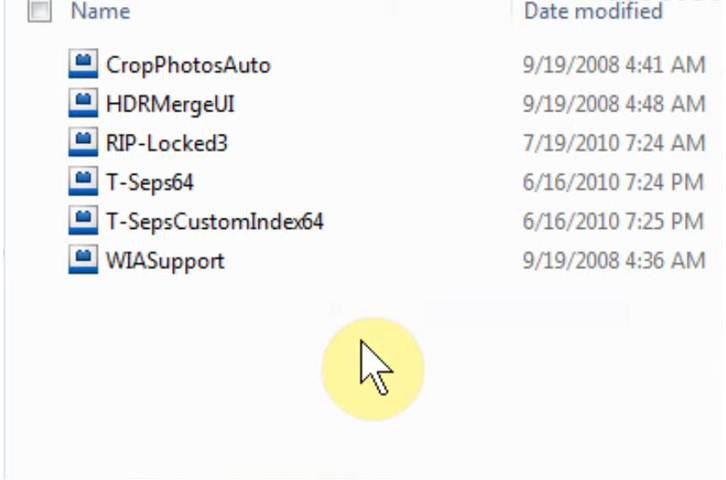 Name Date modified
CropPhotosAuto 9/19/2008 4:41 AM
HDRMergeUI 9/19/2008 4:48 AM
RIP-Locked3 7/19/2010 7:24 AM
T-Seps64 6/16/2010 7:24 PM
T-SepsCustomIndex64 6/16/2010 7:25 PM
WIASupport 9/19/2008 4:36 AM